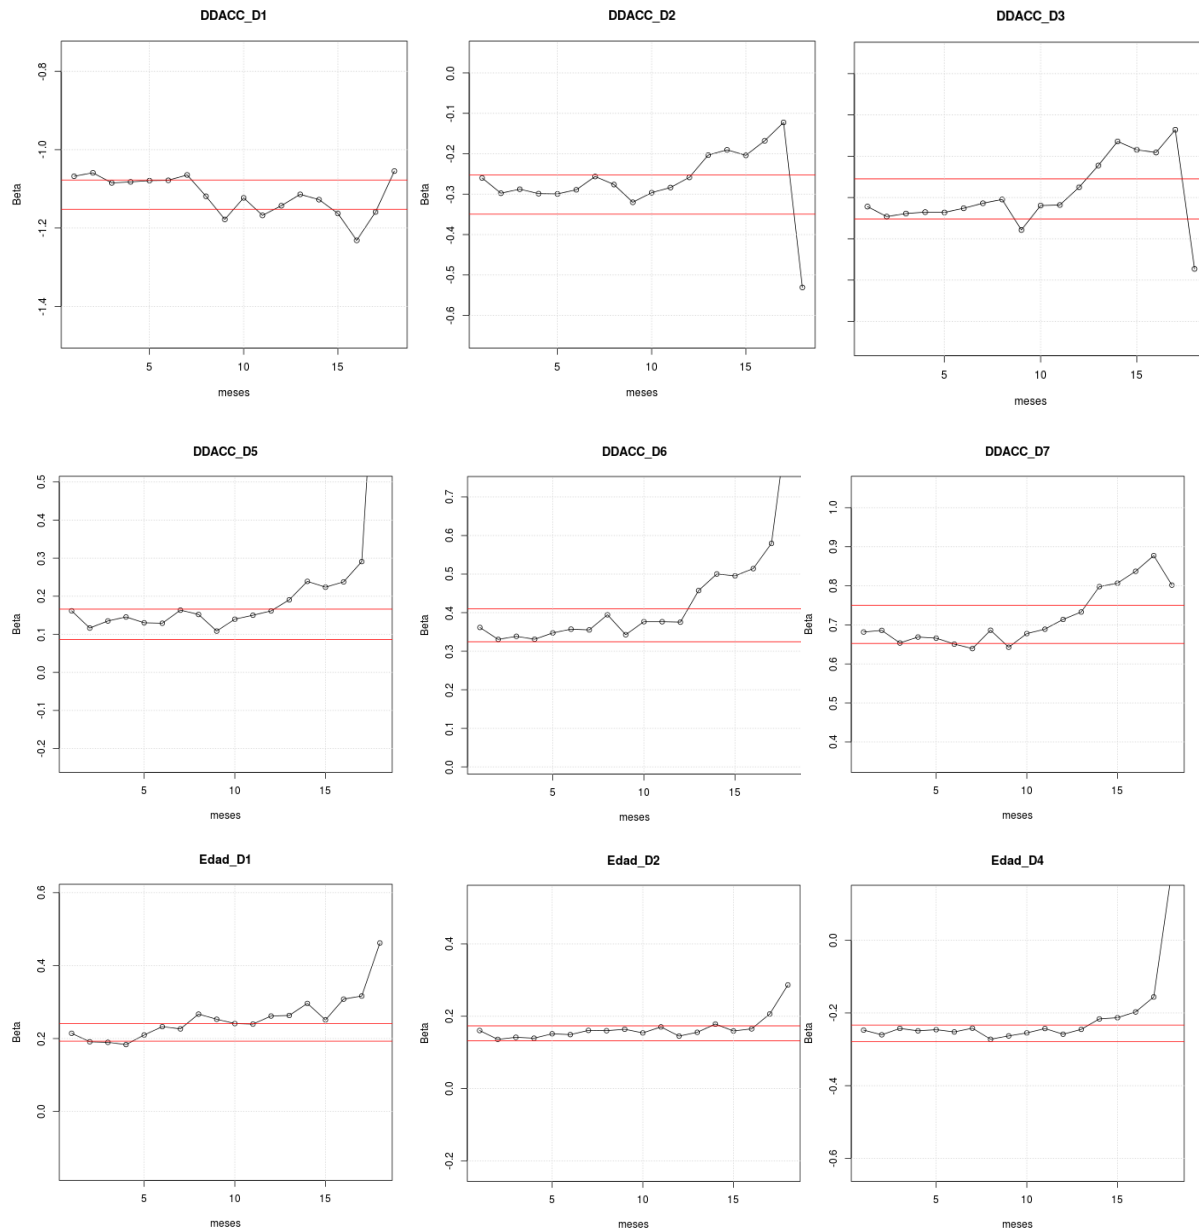 DDACC_D1
DDACC_D2
DDACC_D3
-0.8
-1.0
-1.2
-1.4
Beta
5
10
15
meses
0.0
-0.1
-0.2
-0.3
-0.4
-0.5
-0.6
Beta
5
10
15
meses
5
10
15
meses
DDACC_D5
DDACC_D6
DDACC_D7
0.5
0.4
0.3
0.2
0.1
0.0
-0.1
-0.2
Beta
5
10
15
meses
0.7
0.6
0.5
0.4
0.3
0.2
0.1
0.0
Beta
5
10
15
meses
1.0
0.9
0.8
0.7
0.6
0.5
0.4
Beta
5
10
15
meses
Edad_D1
Edad_D2
Edad_D4
0.6
0.4
0.2
0.0
Beta
5
10
15
meses
0.4
0.2
0.0
-0.2
Beta
5
10
15
meses
0.0
-0.2
-0.4
-0.6
Beta
5
10
15
meses